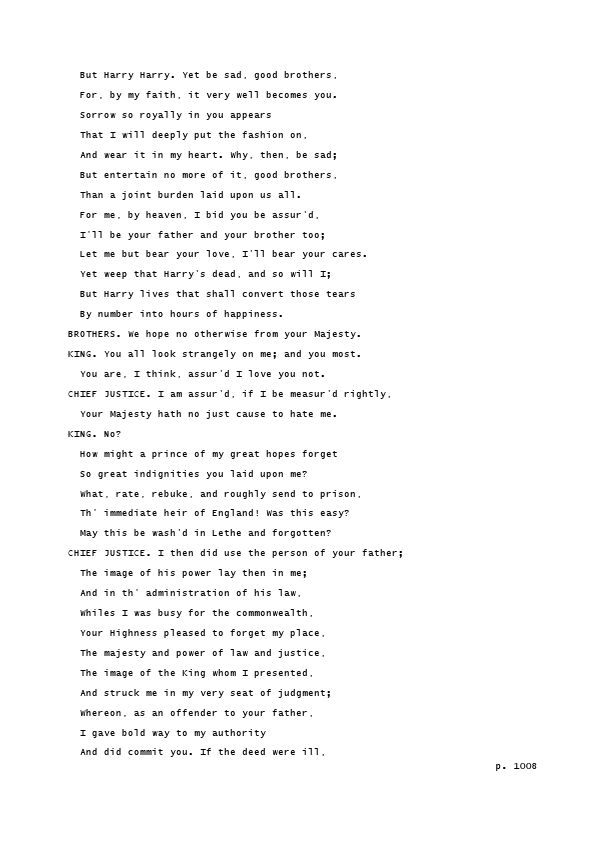 But Harry Harry. Yet be sad, good brothers,
For, by my faith, it very well becomes you.
Sorrow so royally in you appears
That I will deeply put the fashion on,
And wear it in my heart. Why, then, be sad;
But entertain no more of it, good brothers,
Than a joint burden laid upon us all.
For me, by heaven, I bid you be assur'd,
I'll be your father and your brother too;
Let me but bear your love, I'll bear your cares.
Yet weep that Harry's dead, and so will I;
But Harry lives that shall convert those tears
By number into hours of happiness.
BROTHERS. We hope no otherwise from your Majesty.
KING. You all look strangely on me; and you most.
You are, I think, assur'd I love you not.
CHIEF JUSTICE. I am assur'd, if I be measur'd rightly,
Your Majesty hath no just cause to hate me.
KING. No?
How might a prince of my great hopes forget
So great indignities you laid upon me?
What, rate, rebuke, and roughly send to prison,
Th' immediate heir of England! Was this easy?
May this be wash'd in Lethe and forgotten?
CHIEF JUSTICE. I then did use the person of your father;
The image of his power lay then in me;
And in th' administration of his law,
Whiles I was busy for the commonwealth,
Your Highness pleased to forget my place,
The majesty and power of law and justice,
The image of the King whom I presented,
And struck me in my very seat of judgment;
Whereon, as an offender to your father,
I gave bold way to my authority
And did commit you. If the deed were ill,
p. 1008